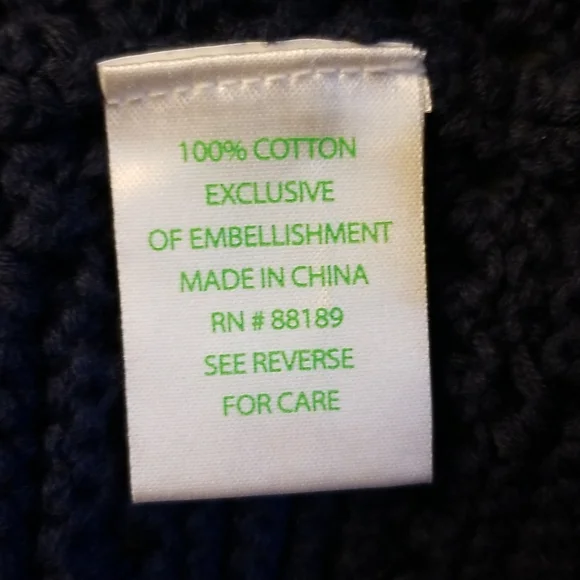 100% COTTON
EXCLUSIVE
OF EMBELLISHMENT
MADE IN CHINA
RN # 88189
SEE REVERSE
FOR CARE